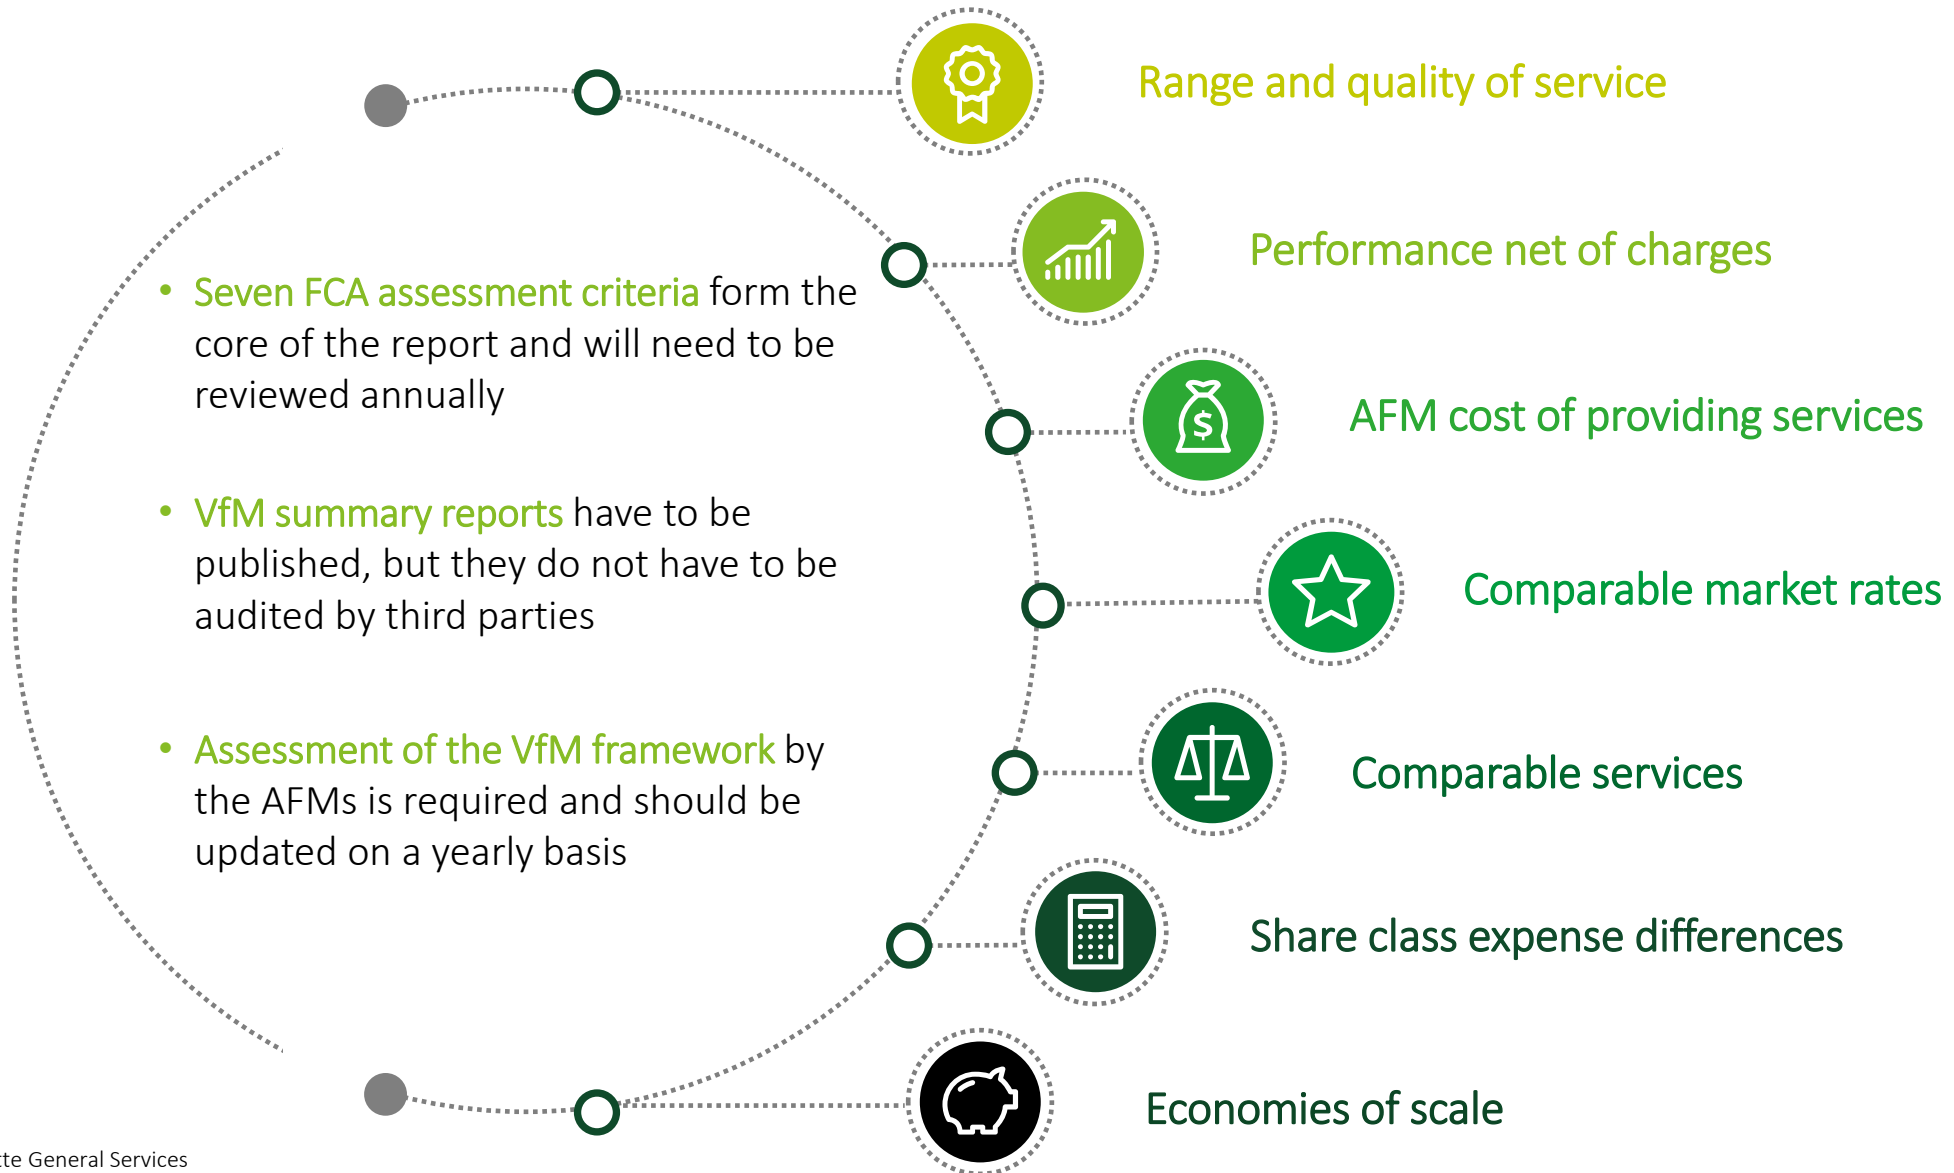 Range and quality of service
Performance net of charges
• Seven FCA assessment criteria form the
core of the report and will need to be
reviewed annually
AFM cost of providing services
• VfM summary reports have to be
published, but they do not have to be
audited by third parties
Comparable market rates
• Assessment of the VfM framework by
the AFMs is required and should be
updated on a yearly basis
Comparable services
Share class expense differences
Economies of scale
General Services
$